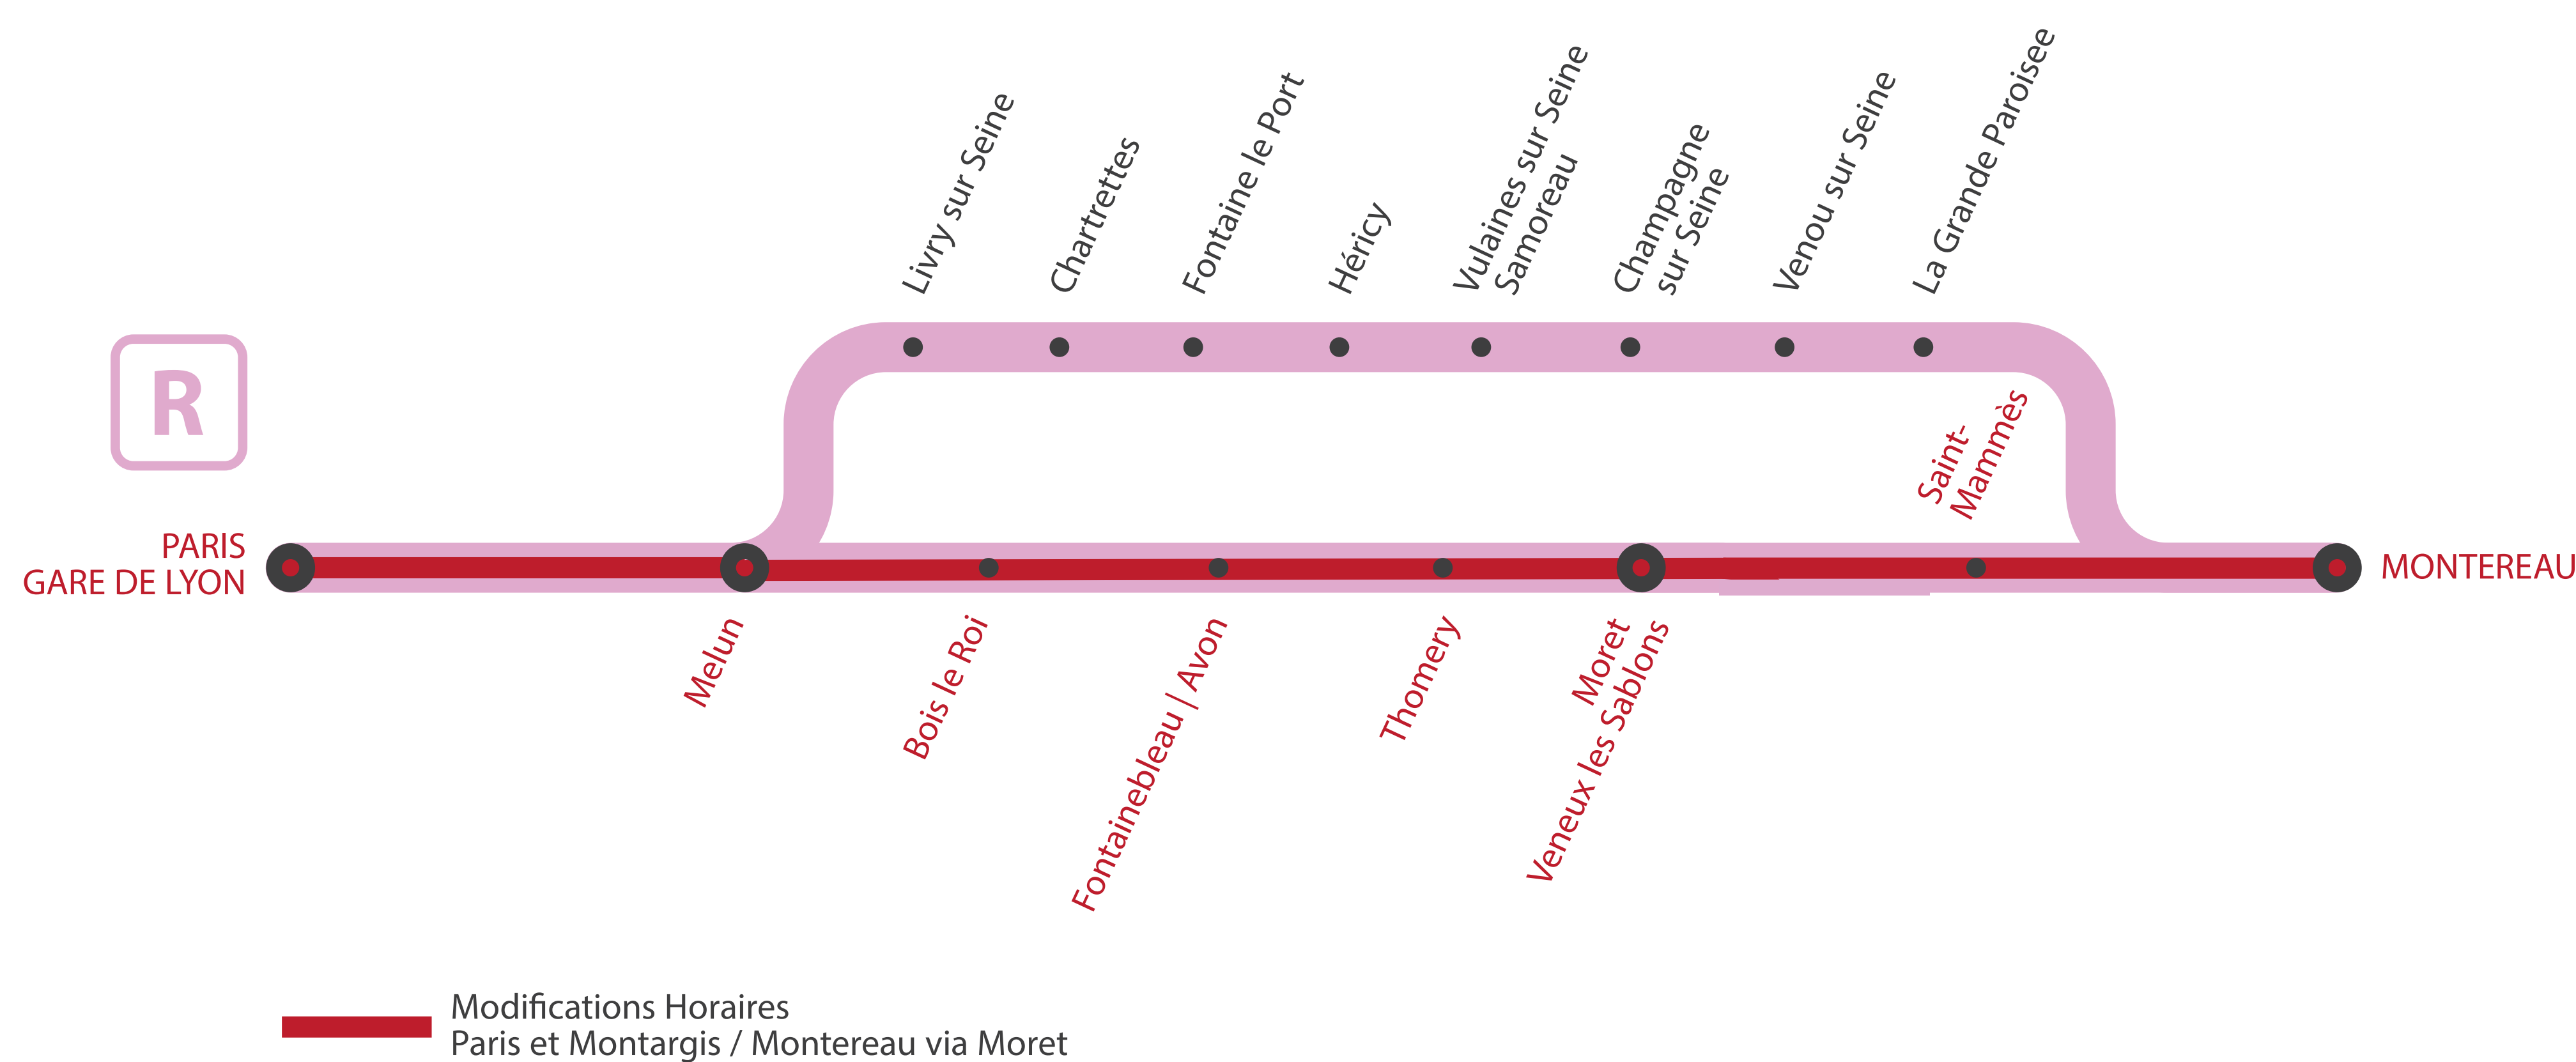 Livry sur Seine
Chartrettes
Fontaine le Port
Héricy
Vulaines sur Seine
Samoreau
Champagne
sur Seine
Venou sur Seine
La Grande Paroisee
R
Saint-
Mammès
PARIS
GARE DE LYON
MONTEREAU
Melun
Bois le Roi
Fontainebleau | Avon
Thomery
Moret
Veneux les Sablons
Modifications Horaires
Paris et Montargis / Montereau via Moret